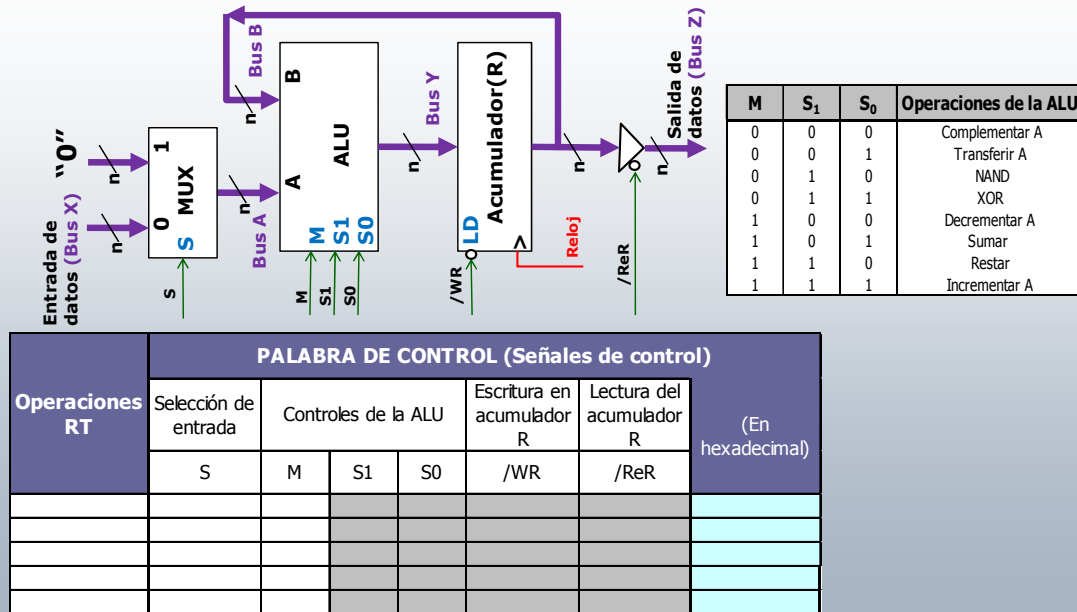 "0"
Entrada de
datos (Bus X)
n
n
1
0
MUX
S
S
n
Bus A
Bus B
n
B
A
ALU
M
S1
S0
M
S1
S0
Bus Y
n
Acumulador(R)
LD
>
/WR
Reloj
n
/ReR
n
Salida de
datos (Bus Z)
M S1 S0 Operaciones de la ALU
0 0 0 Complementar A
0 0 1 Transferir A
0 1 0 NAND
0 1 1 XOR
1 0 0 Decrementar A
1 0 1 Sumar
1 1 0 Restar
1 1 1 Incrementar A
PALABRA DE CONTROL (Señales de control)
Operaciones
RT
Selección de
entrada
Controles de la ALU
Escritura en
acumulador
R
Lectura del
acumulador
R
(En
hexadecimal)
S M S1 S0 /WR /ReR